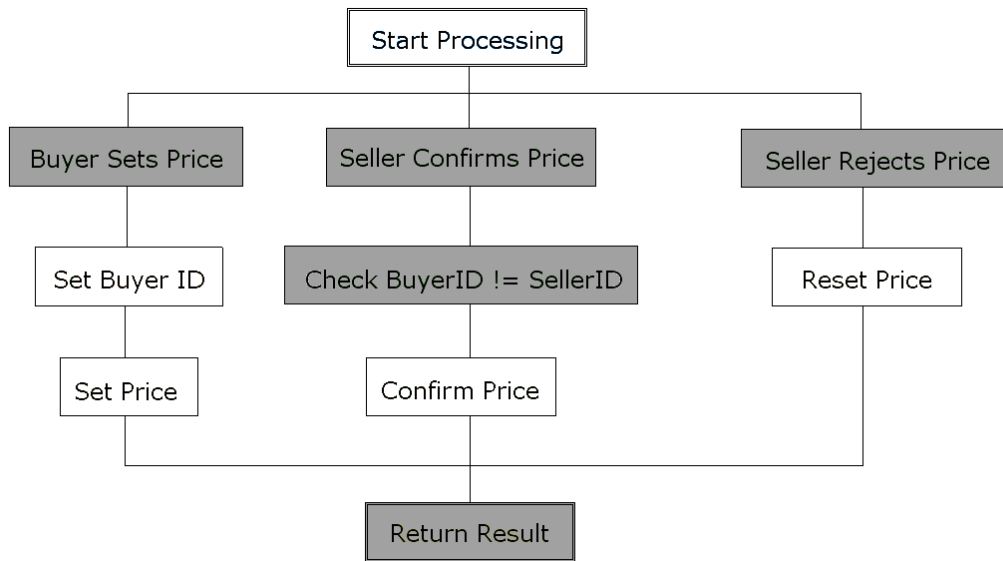 Start Processing
Buyer Sets Price
Seller Confirms Price
Seller Rejects Price
Set Buyer ID
Check BuyerID != SellerID
Reset Price
Set Price
Confirm Price
Return Result